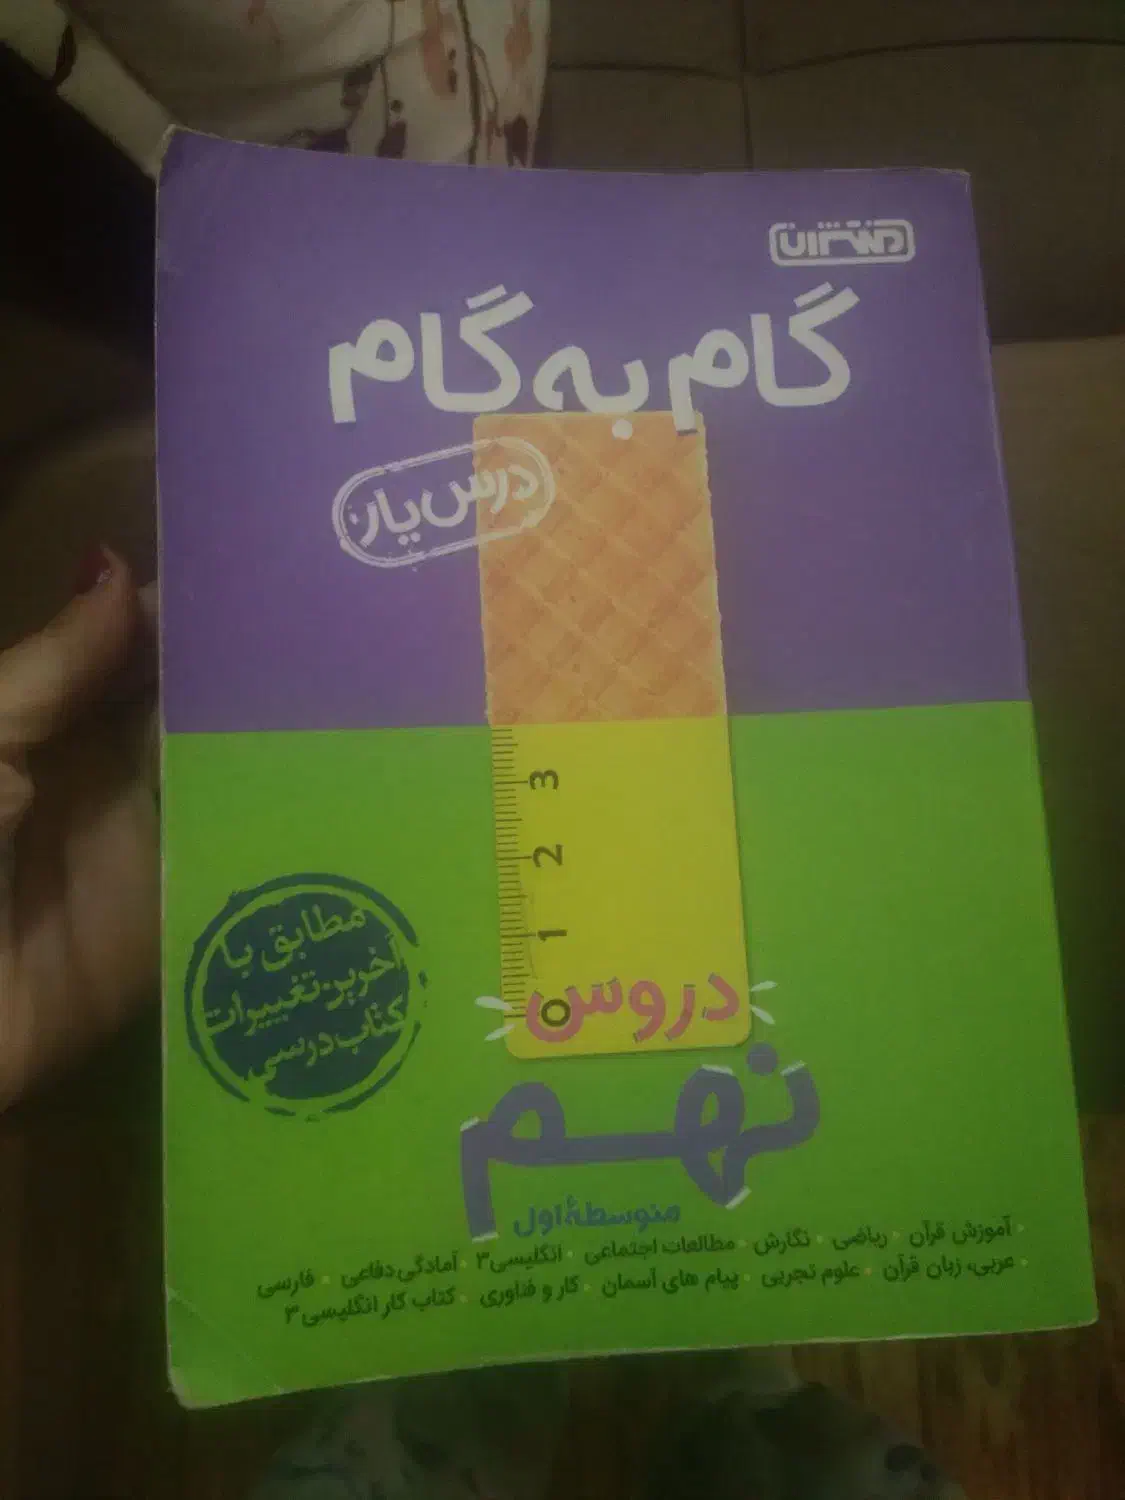 منتشران
گام به گام
درس یار
3
2
1
0
دروس
نهم
متوسطهٔ اول
مطابق با
آخرین تغییرات
کتاب درسی
• آموزش قرآن • ریاضی • نگارش • مطالعات اجتماعی • انگلیسی ۳ • آمادگی دفاعی • فارسی
• عربی، زبان قرآن • علوم تجربی • پیام های آسمان • کار و فناوری • کتاب کار انگلیسی ۳